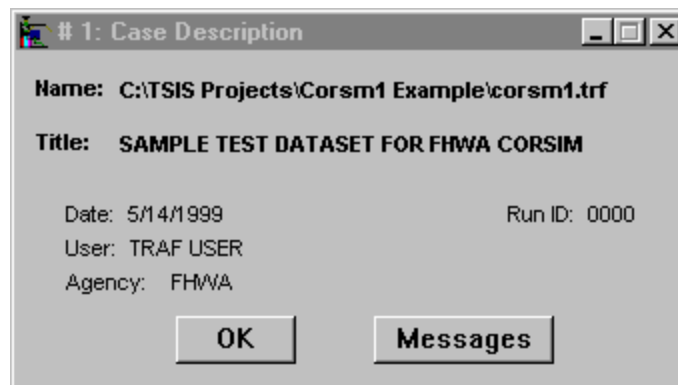 # 1: Case Description
Name: C:\TSIS Projects\Corsm1 Example\corsm1.trf
Title: SAMPLE TEST DATASET FOR FHWA CORSIM
Date: 5/14/1999 Run ID: 0000
User: TRAF USER
Agency: FHWA
OK Messages